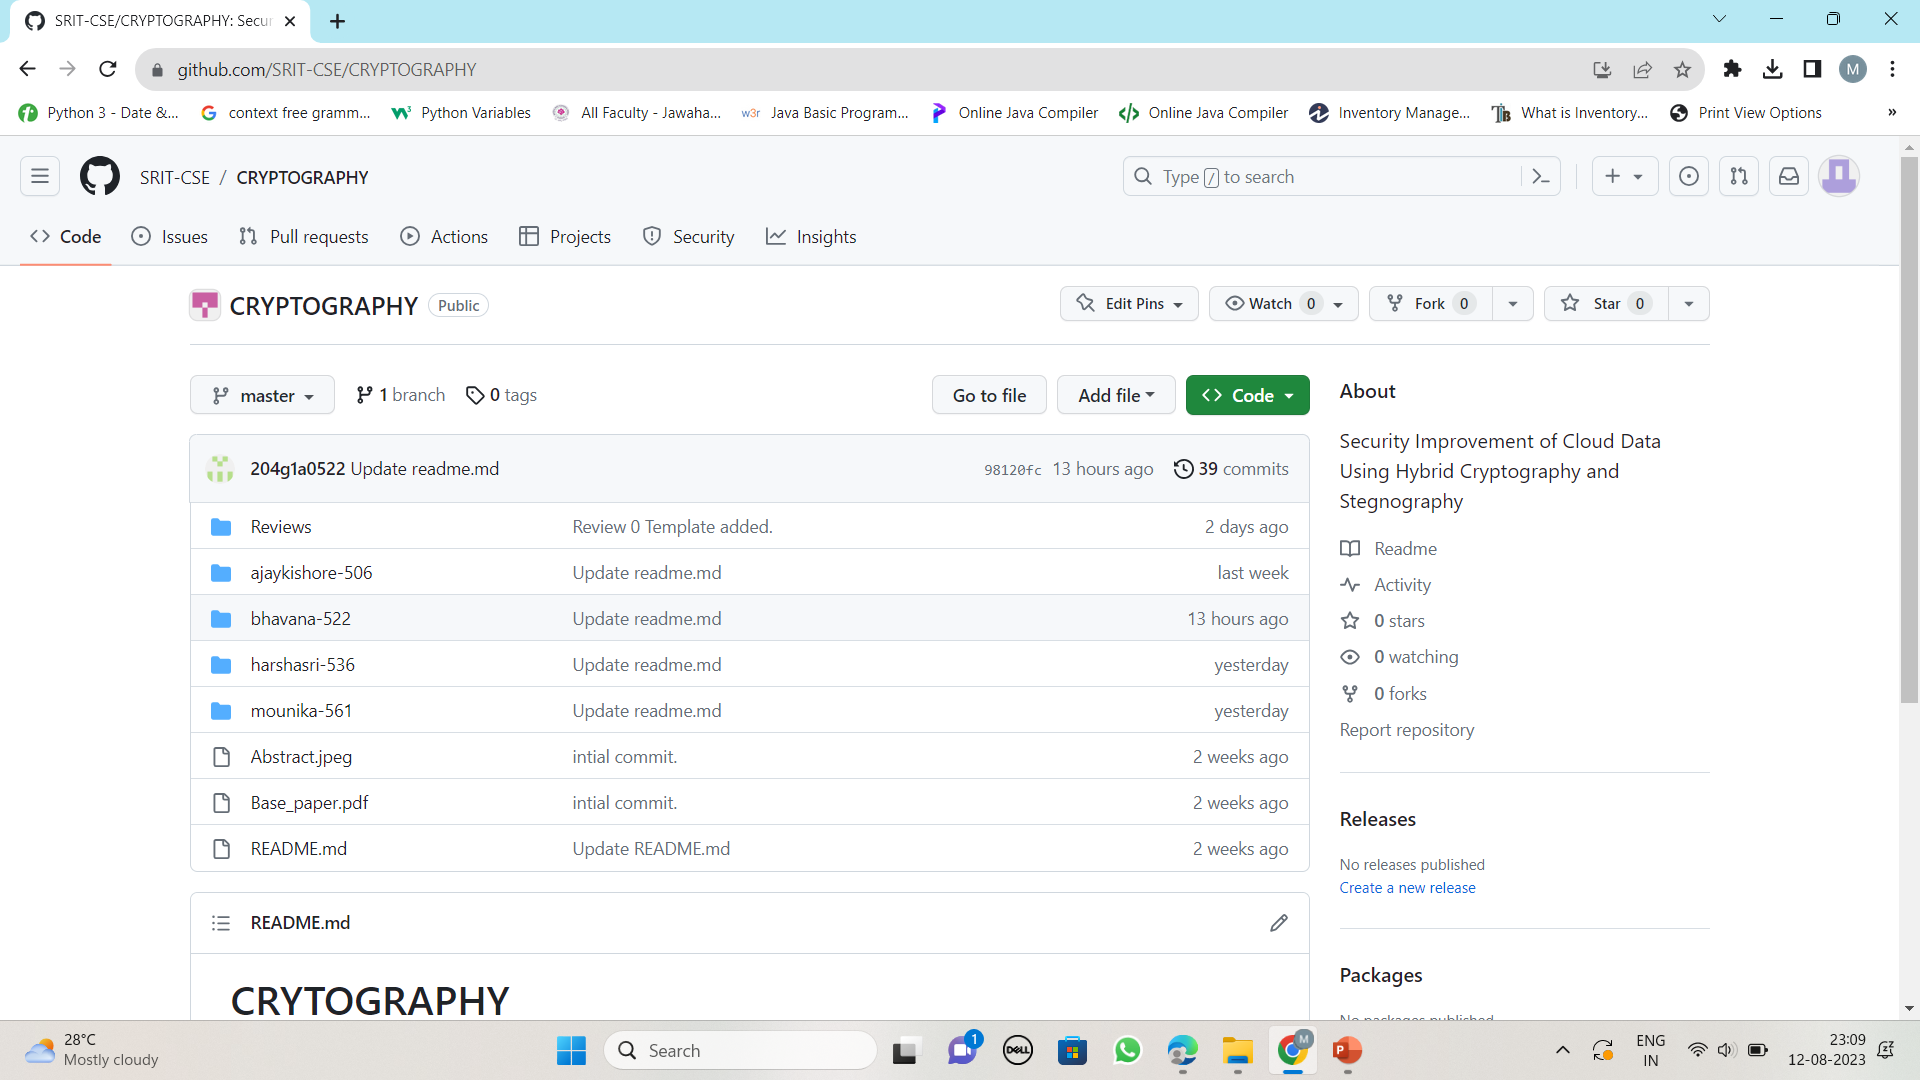 SRIT-CSE/CRYPTOGRAPHY: Secur
github.com/SRIT-CSE/CRYPTOGRAPHY
M
Python 3 - Date &...
context free gramm...
Python Variables
All Faculty - Jawaha...
w3r Java Basic Program...
Online Java Compiler
Online Java Compiler
Inventory Manage...
What is Inventory...
Print View Options
»
SRIT-CSE / CRYPTOGRAPHY
Type / to search
Code
Issues
Pull requests
Actions
Projects
Security
Insights
CRYPTOGRAPHY Public
Edit Pins
Watch 0
Fork 0
Star 0
master
1 branch
0 tags
Go to file
Add file
Code
204g1a0522 Update readme.md 98120fc 13 hours ago 39 commits
Reviews Review 0 Template added. 2 days ago
ajaykishore-506 Update readme.md last week
bhavana-522 Update readme.md 13 hours ago
harshasri-536 Update readme.md yesterday
mounika-561 Update readme.md yesterday
Abstract.jpeg intial commit. 2 weeks ago
Base_paper.pdf intial commit. 2 weeks ago
README.md Update README.md 2 weeks ago
README.md
CRYTOGRAPHY
About
Security Improvement of Cloud Data
Using Hybrid Cryptography and
Stegnography
Readme
Activity
0 stars
0 watching
0 forks
Report repository
Releases
No releases published
Create a new release
Packages
No packages published
28°C
Mostly cloudy
Search
1
DELL
M
P
ENG
IN
23:09
12-08-2023